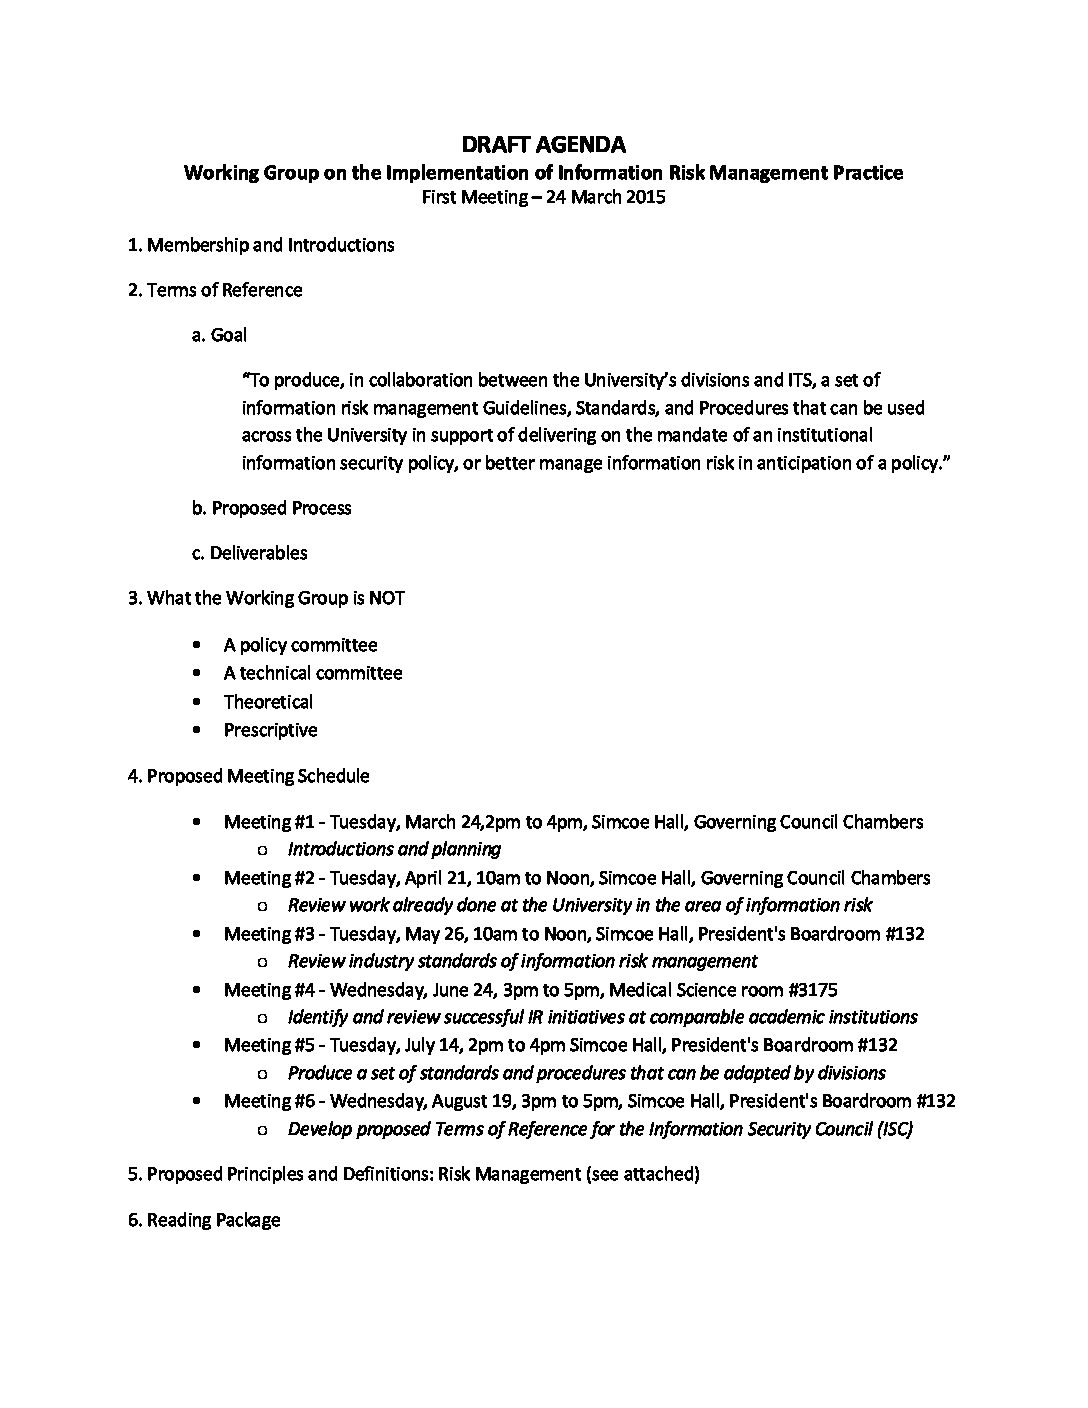 DRAFT AGENDA
Working Group on the Implementation of Information Risk Management Practice
First Meeting – 24 March 2015
1. Membership and Introductions
2. Terms of Reference
a. Goal
“To produce, in collaboration between the University’s divisions and ITS, a set of
information risk management Guidelines, Standards, and Procedures that can be used
across the University in support of delivering on the mandate of an institutional
information security policy, or better manage information risk in anticipation of a policy.”
b. Proposed Process
c. Deliverables
3. What the Working Group is NOT
• A policy committee
• A technical committee
• Theoretical
• Prescriptive
4. Proposed Meeting Schedule
• Meeting #1 - Tuesday, March 24,2pm to 4pm, Simcoe Hall, Governing Council Chambers
o Introductions and planning
• Meeting #2 - Tuesday, April 21, 10am to Noon, Simcoe Hall, Governing Council Chambers
o Review work already done at the University in the area of information risk
• Meeting #3 - Tuesday, May 26, 10am to Noon, Simcoe Hall, President's Boardroom #132
o Review industry standards of information risk management
• Meeting #4 - Wednesday, June 24, 3pm to 5pm, Medical Science room #3175
o Identify and review successful IR initiatives at comparable academic institutions
• Meeting #5 - Tuesday, July 14, 2pm to 4pm Simcoe Hall, President's Boardroom #132
o Produce a set of standards and procedures that can be adapted by divisions
• Meeting #6 - Wednesday, August 19, 3pm to 5pm, Simcoe Hall, President's Boardroom #132
o Develop proposed Terms of Reference for the Information Security Council (ISC)
5. Proposed Principles and Definitions: Risk Management (see attached)
6. Reading Package